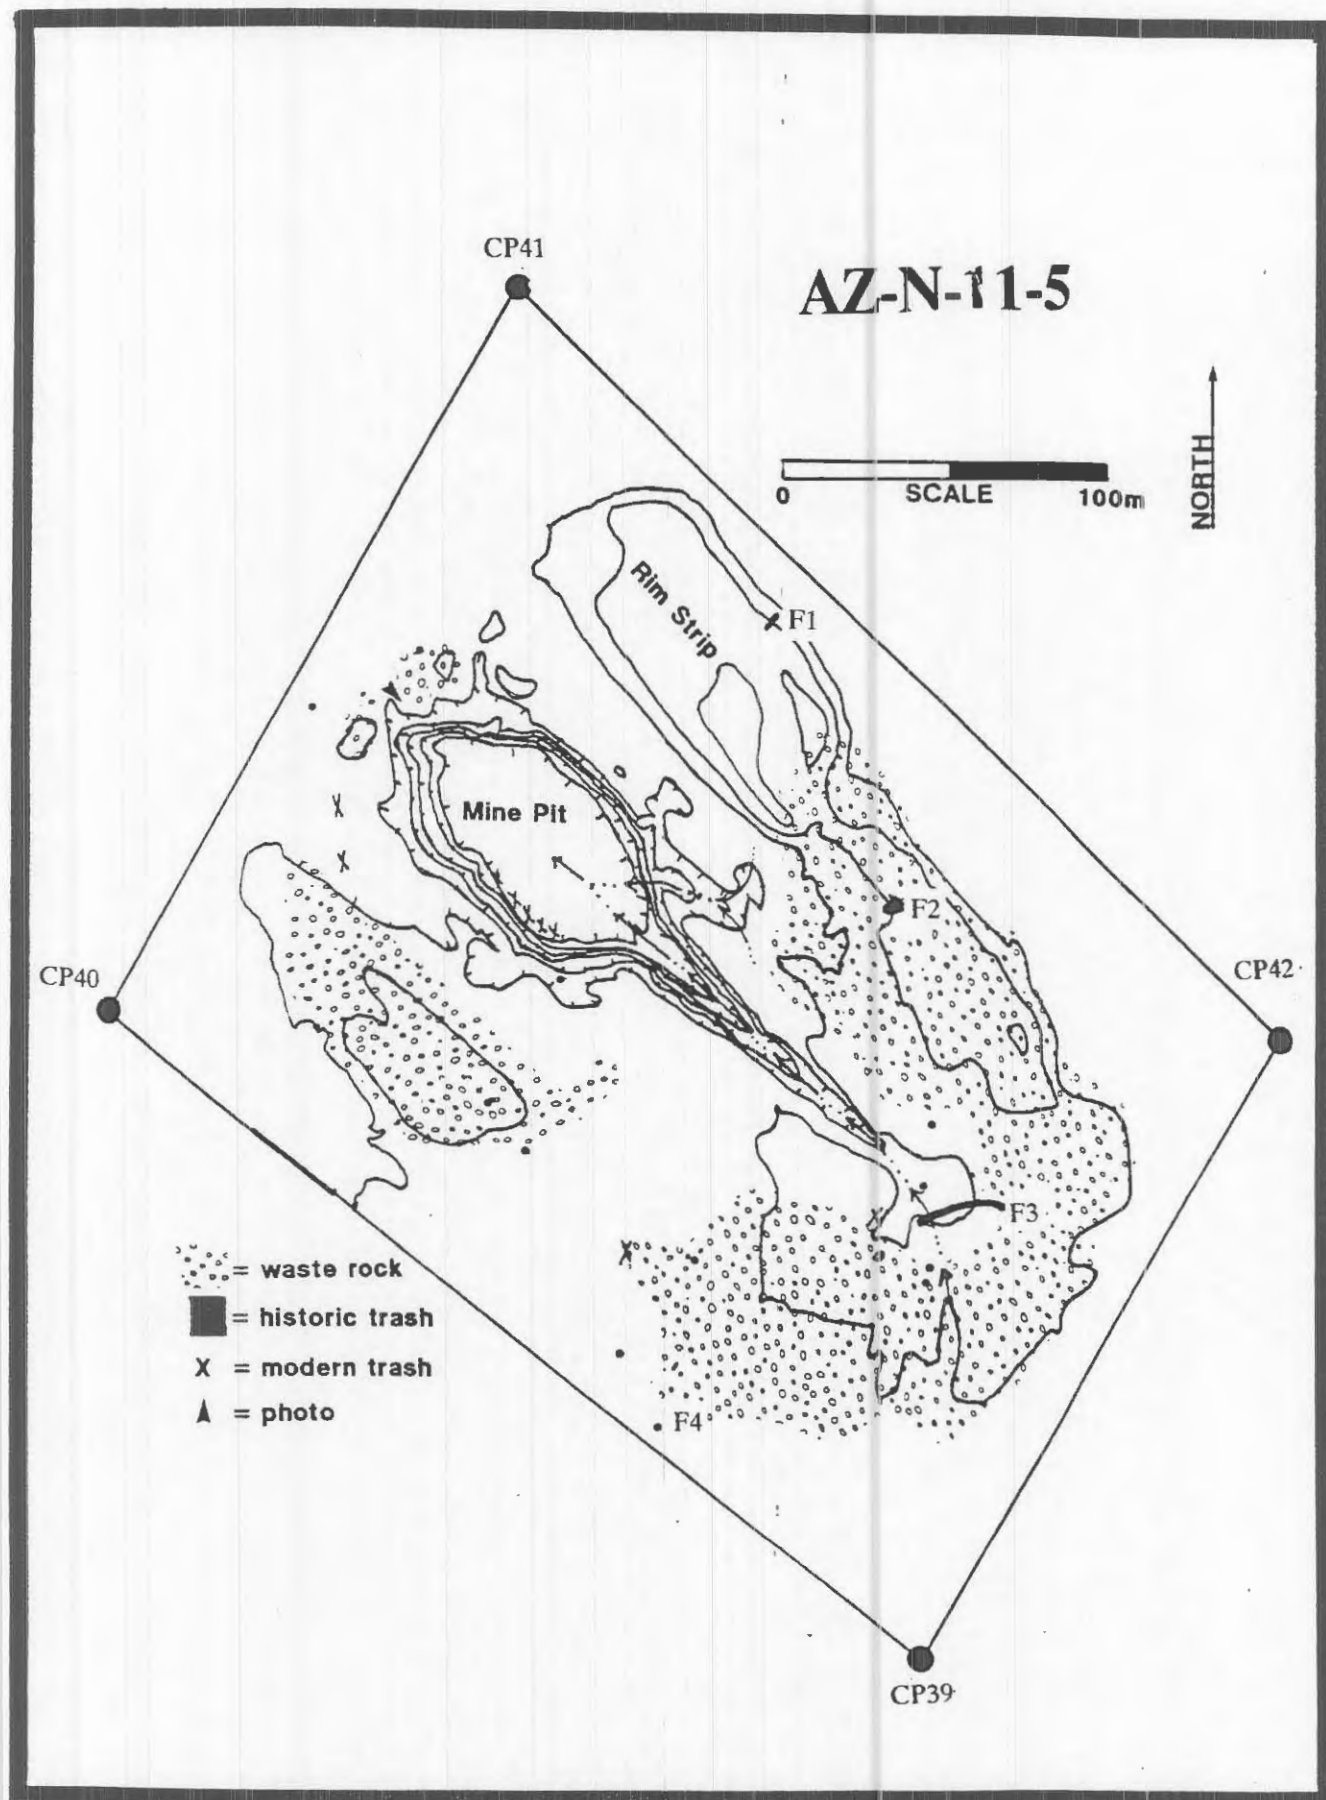 CP41
AZ-N-11-5
NORTH
0 SCALE 100m
Rim Strip
F1
Mine Pit
F2
CP40
CP42
F3
= waste rock
= historic trash
X = modern trash
= photo
F4
CP39